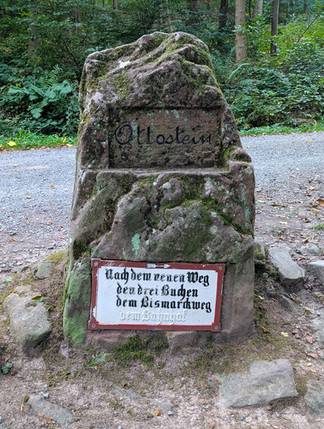 Ottostein
Nach dem neuen Weg
den drei Buchen
dem Bismarckweg
dem Bahnhof